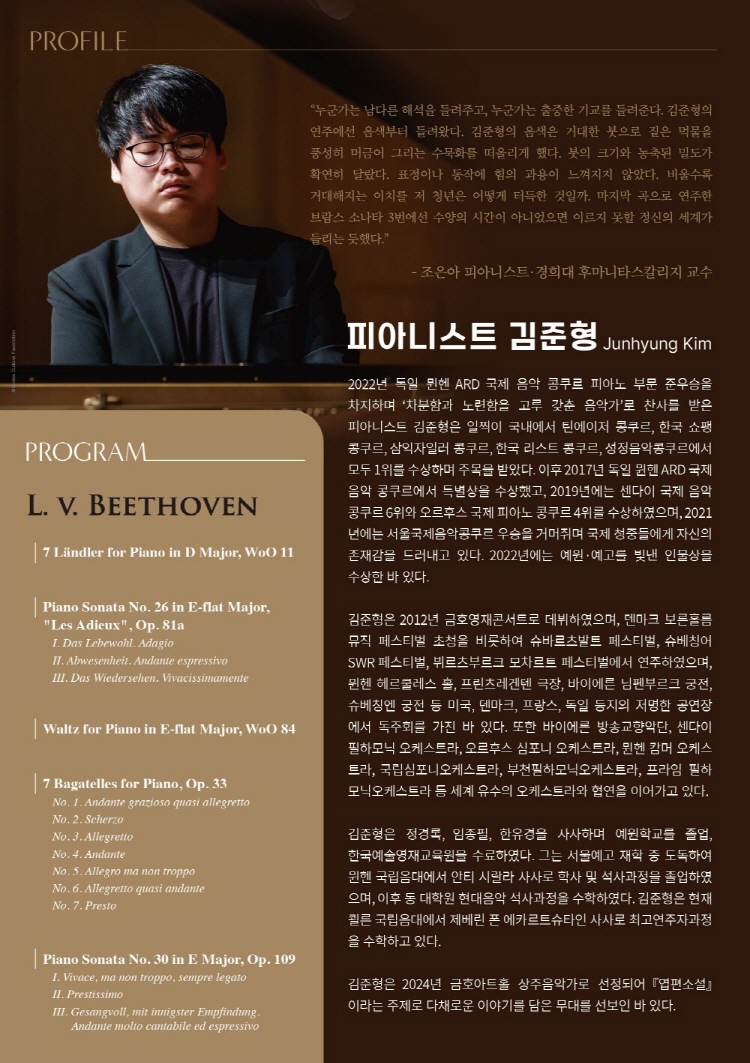 PROFILE
“누군가는 남다른 해석을 들려주고, 누군가는 출중한 기교를 들려준다. 김준형의
연주에선 음색부터 들려왔다. 김준형의 음색은 거대한 붓으로 짙은 먹물을
풍성히 머금어 그리는 수묵화를 떠올리게 했다. 붓의 크기와 농축된 밀도가
확연히 달랐다. 표정이나 동작에 힘의 과용이 느껴지지 않았다. 비울수록
거대해지는 이치를 저 청년은 어떻게 터득한 것일까. 마지막 곡으로 연주한
브람스 소나타 3번에선 수양의 시간이 아니었으면 이르지 못할 정신의 세계가
들리는 듯했다.”
- 조은아 피아니스트·경희대 후마니타스칼리지 교수
피아니스트 김준형 Junhyung Kim
2022년 독일 뮌헨 ARD 국제 음악 콩쿠르 피아노 부문 준우승을
차지하며 ‘차분함과 노련함을 고루 갖춘 음악가’로 찬사를 받은
피아니스트 김준형은 일찍이 국내에서 틴에이저 콩쿠르, 한국 쇼팽
콩쿠르, 삼익자일러 콩쿠르, 한국 리스트 콩쿠르, 성정음악콩쿠르에서
모두 1위를 수상하며 주목을 받았다. 이후 2017년 독일 뮌헨 ARD 국제
음악 콩쿠르에서 특별상을 수상했고, 2019년에는 센다이 국제 음악
콩쿠르 6위와 오르후스 국제 피아노 콩쿠르 4위를 수상하였으며, 2021
년에는 서울국제음악콩쿠르 우승을 거머쥐며 국제 청중들에게 자신의
존재감을 드러내고 있다. 2022년에는 예원·예고를 빛낸 인물상을
수상한 바 있다.
김준형은 2012년 금호영재콘서트로 데뷔하였으며, 덴마크 보른홀름
뮤직 페스티벌 초청을 비롯하여 슈바르츠발트 페스티벌, 슈베칭어
SWR 페스티벌, 뷔르츠부르크 모차르트 페스티벌에서 연주하였으며,
뮌헨 헤르쿨레스 홀, 프린츠레겐텐 극장, 바이에른 님펜부르크 궁전,
슈베칭엔 궁전 등 미국, 덴마크, 프랑스, 독일 등지의 저명한 공연장
에서 독주회를 가진 바 있다. 또한 바이에른 방송교향악단, 센다이
필하모닉 오케스트라, 오르후스 심포니 오케스트라, 뮌헨 캄머 오케스
트라, 국립심포니오케스트라, 부천필하모닉오케스트라, 프라임 필하
모닉오케스트라 등 세계 유수의 오케스트라와 협연을 이어가고 있다.
김준형은 정경록, 임종필, 한유경을 사사하며 예원학교를 졸업,
한국예술영재교육원을 수료하였다. 그는 서울예고 재학 중 도독하여
뮌헨 국립음대에서 안티 시랄라 사사로 학사 및 석사과정을 졸업하였
으며, 이후 동 대학원 현대음악 석사과정을 수학하였다. 김준형은 현재
쾰른 국립음대에서 제베린 폰 에카르트슈타인 사사로 최고연주자과정
을 수학하고 있다.
김준형은 2024년 금호아트홀 상주음악가로 선정되어 『엽편소설』
이라는 주제로 다채로운 이야기를 담은 무대를 선보인 바 있다.
PROGRAM
L. v. Beethoven
7 Ländler for Piano in D Major, WoO 11
Piano Sonata No. 26 in E-flat Major,
"Les Adieux", Op. 81a
I. Das Lebewohl. Adagio
II. Abwesenheit. Andante espressivo
III. Das Wiedersehen. Vivacissimamente
Waltz for Piano in E-flat Major, WoO 84
7 Bagatelles for Piano, Op. 33
No. 1. Andante grazioso quasi allegretto
No. 2. Scherzo
No. 3. Allegretto
No. 4. Andante
No. 5. Allegro ma non troppo
No. 6. Allegretto quasi andante
No. 7. Presto
Piano Sonata No. 30 in E Major, Op. 109
I. Vivace, ma non troppo, sempre legato
II. Prestissimo
III. Gesangvoll, mit innigster Empfindung.
Andante molto cantabile ed espressivo